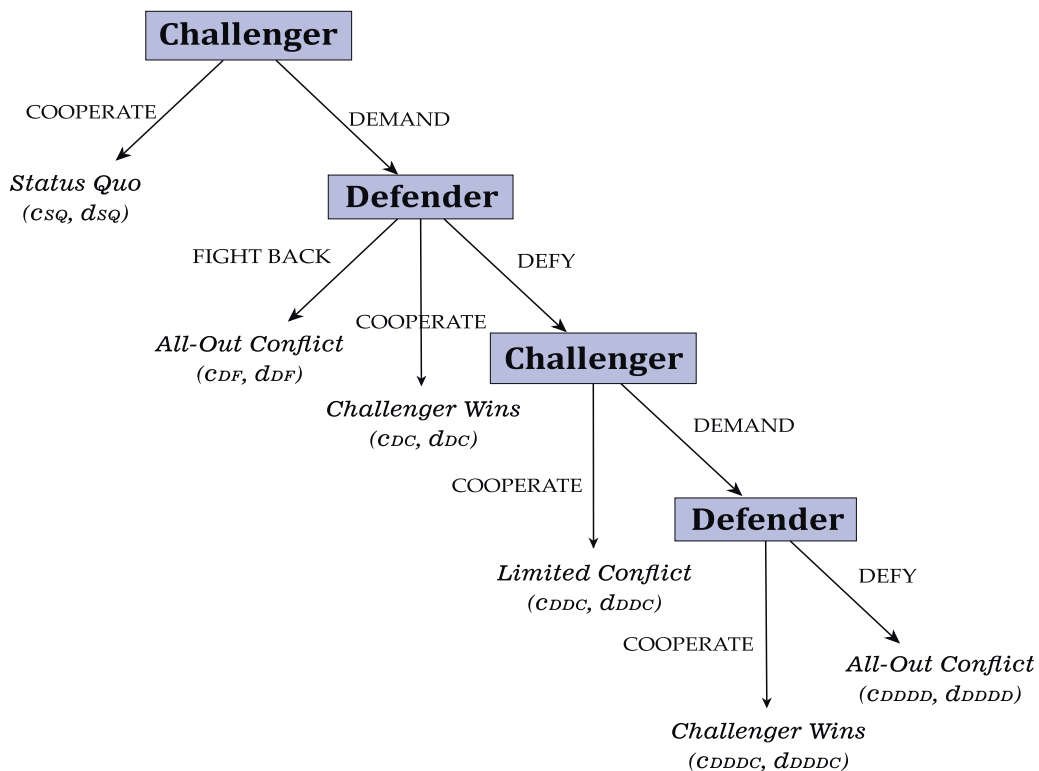 Challenger
COOPERATE
DEMAND
Status Quo
(cSQ, dSQ)
Defender
FIGHT BACK
DEFY
COOPERATE
All-Out Conflict
(cDF, dDF)
Challenger
Challenger Wins
(cDC, dDC)
DEMAND
COOPERATE
Defender
Limited Conflict
(cDDC, dDDC)
DEFY
COOPERATE
All-Out Conflict
(cDDDD, dDDDD)
Challenger Wins
(cDDDC, dDDDC)